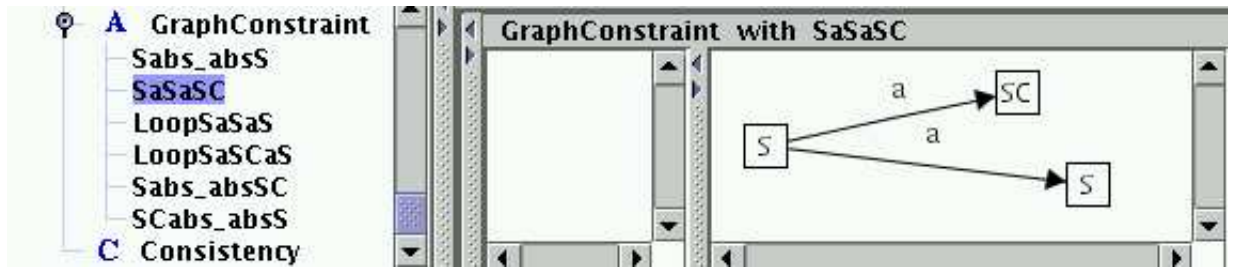 A GraphConstraint
Sabs_absS
SaSaSC
LoopSaSaS
LoopSaSCaS
Sabs_absSC
SCabs_absS
C Consistency
GraphConstraint with SaSaSC
a
SC
S
a
S